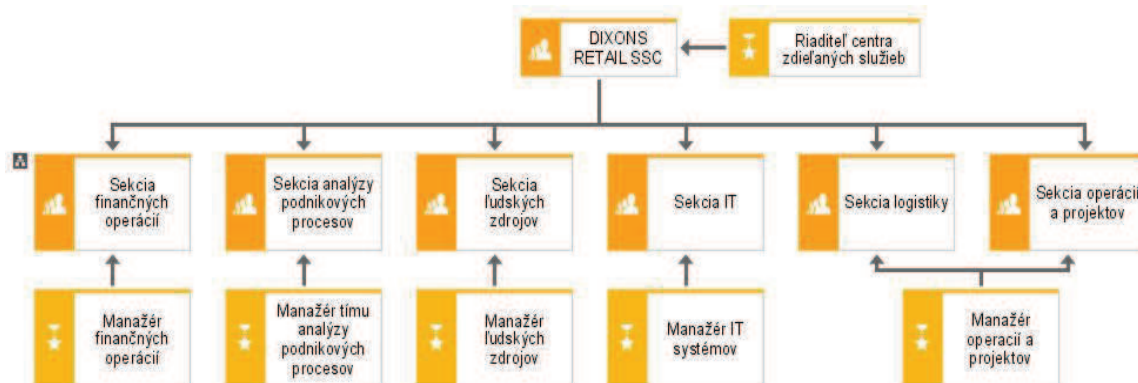 DIXONS
RETAIL SSC
Riaditeľ centra
zdieľaných služieb
Sekcia
finančných
operácií
Sekcia analýzy
podnikových
procesov
Sekcia
ľudských
zdrojov
Sekcia IT
Sekcia logistiky
Sekcia operácií
a projektov
Manažér
finančných
operácií
Manažér tímu
analýzy
podnikových
procesov
Manažér
ľudských
zdrojov
Manažér IT
systémov
Manažér
operacií a
projektov